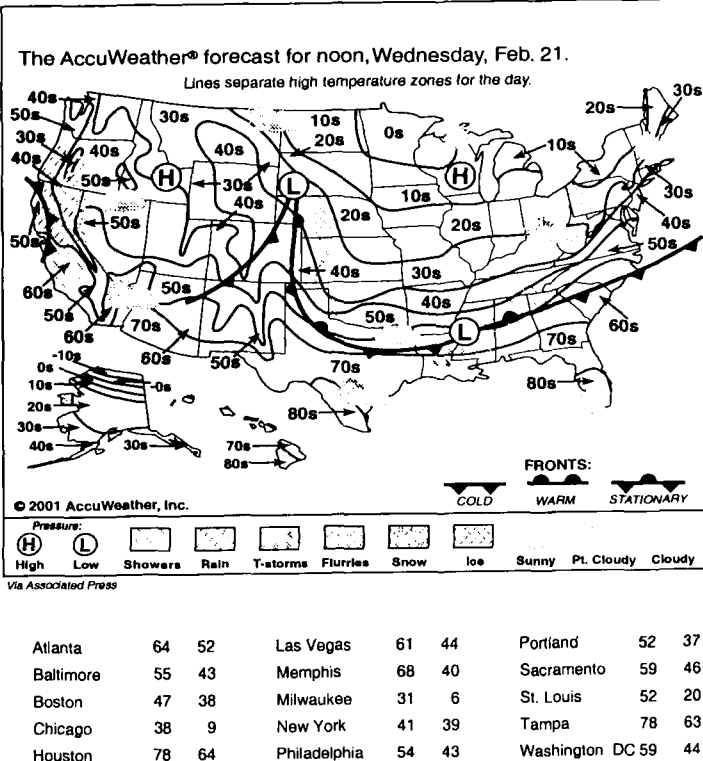 The AccuWeather® forecast for noon, Wednesday, Feb. 21.
Lines separate high temperature zones for the day.
40s
50s
30s
40s
30s
40s
50s
50s
40s
30s
40s
10s
20s
0s
10s
10s
20s
30s
20s
20s
30s
40s
50s
H
L
H
50s
60s
50s
60s
50s
70s
60s
50s
40s
30s
40s
50s
L
70s
60s
70s
80s
80s
-10s
0s
10s
-0s
20s
30s
40s
30s
70s
80s
FRONTS:
COLD WARM STATIONARY
© 2001 AccuWeather, Inc.
Pressure:
H L
High Low Showers Rain T-storms Flurries Snow Ice Sunny Pt. Cloudy Cloudy
Via Associated Press
Atlanta 64 52 Las Vegas 61 44 Portland 52 37
Baltimore 55 43 Memphis 68 40 Sacramento 59 46
Boston 47 38 Milwaukee 31 6 St. Louis 52 20
Chicago 38 9 New York 41 39 Tampa 78 63
Houston 78 64 Philadelphia 54 43 Washington DC 59 44